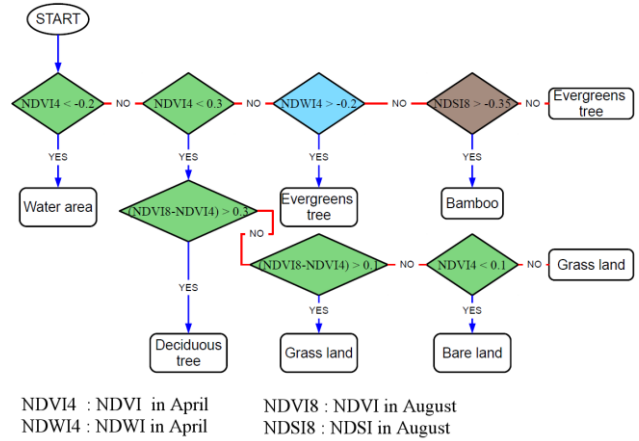 START
NDVI4 < -0.2
NO
NDVI4 < 0.3
NO
NDWI4 > -0.2
NO
NDSI8 > -0.35
NO
Evergreens
tree
YES
YES
YES
YES
Water area
(NDVI8-NDVI4) > 0.3
Evergreens
tree
Bamboo
NO
(NDVI8-NDVI4) > 0.1
NO
NDVI4 < 0.1
NO
Grass land
YES
YES
YES
Deciduous
tree
Grass land
Bare land
NDVI4 : NDVI in April
NDVI8 : NDVI in August
NDWI4 : NDWI in April
NDSI8 : NDSI in August